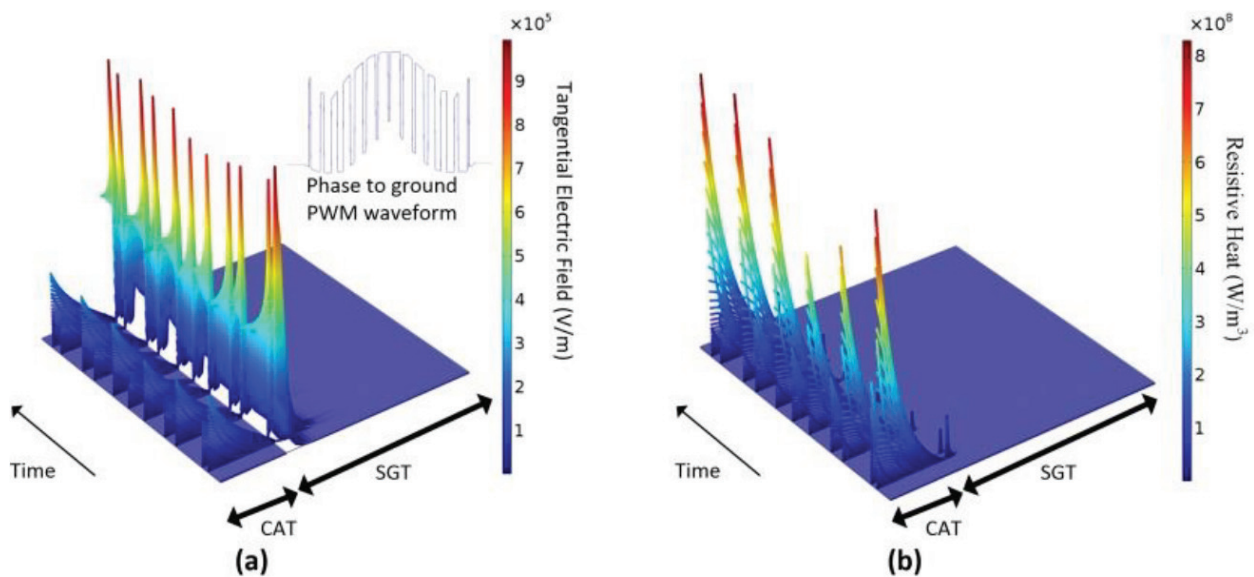 ×10⁵
9
8
7
6
5
4
3
2
1
Tangential Electric Field (V/m)
Phase to ground
PWM waveform
Time
SGT
CAT
(a)
×10⁸
8
7
6
5
4
3
2
1
Resistive Heat (W/m³)
Time
SGT
CAT
(b)